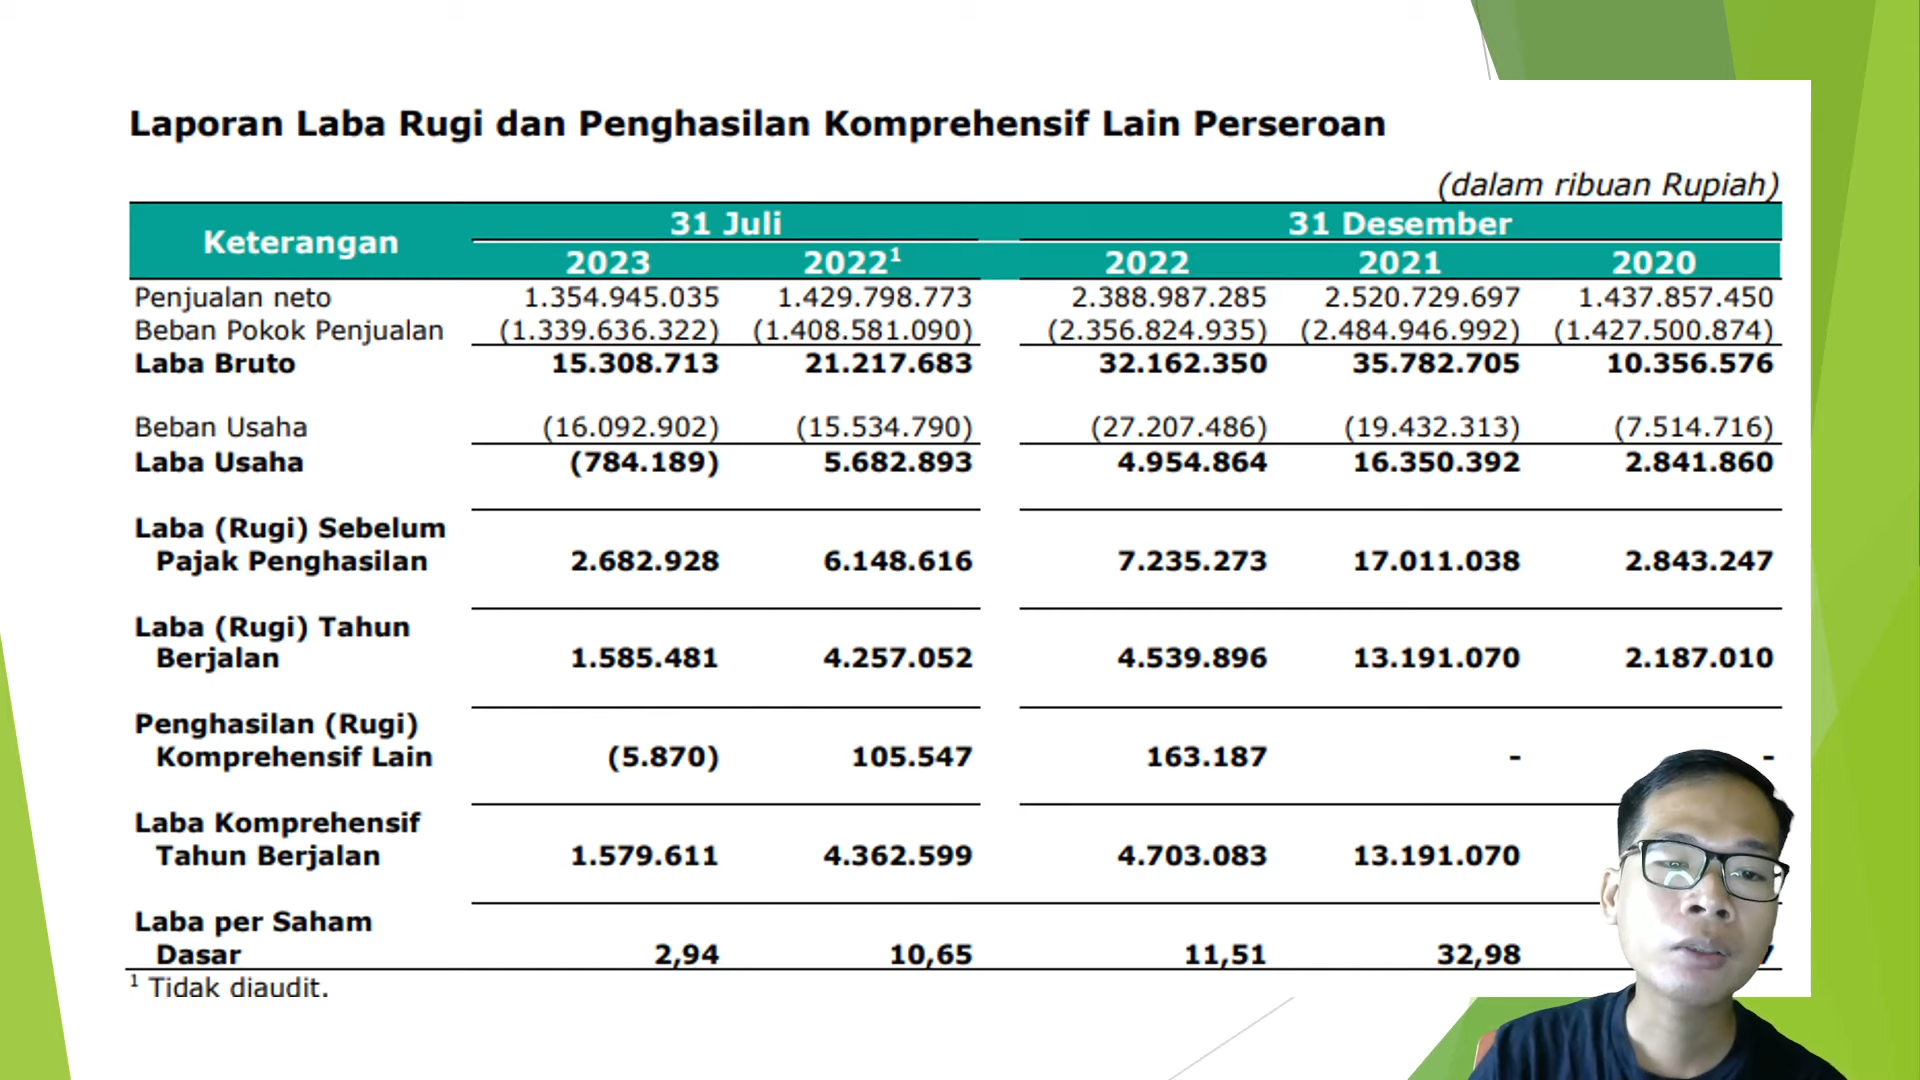 Laporan Laba Rugi dan Penghasilan Komprehensif Lain Perseroan
(dalam ribuan Rupiah)
Keterangan 31 Juli 31 Desember
2023 2022¹ 2022 2021 2020
Penjualan neto 1.354.945.035 1.429.798.773 2.388.987.285 2.520.729.697 1.437.857.450
Beban Pokok Penjualan (1.339.636.322) (1.408.581.090) (2.356.824.935) (2.484.946.992) (1.427.500.874)
Laba Bruto 15.308.713 21.217.683 32.162.350 35.782.705 10.356.576
Beban Usaha (16.092.902) (15.534.790) (27.207.486) (19.432.313) (7.514.716)
Laba Usaha (784.189) 5.682.893 4.954.864 16.350.392 2.841.860
Laba (Rugi) Sebelum
Pajak Penghasilan 2.682.928 6.148.616 7.235.273 17.011.038 2.843.247
Laba (Rugi) Tahun
Berjalan 1.585.481 4.257.052 4.539.896 13.191.070 2.187.010
Penghasilan (Rugi)
Komprehensif Lain (5.870) 105.547 163.187 - -
Laba Komprehensif
Tahun Berjalan 1.579.611 4.362.599 4.703.083 13.191.070
Laba per Saham
Dasar 2,94 10,65 11,51 32,98
¹ Tidak diaudit.